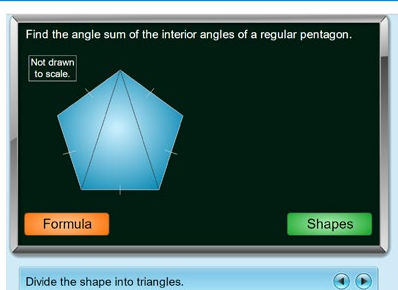 Find the angle sum of the interior angles of a regular pentagon.
Not drawn
to scale.
Formula
Shapes
Divide the shape into triangles.